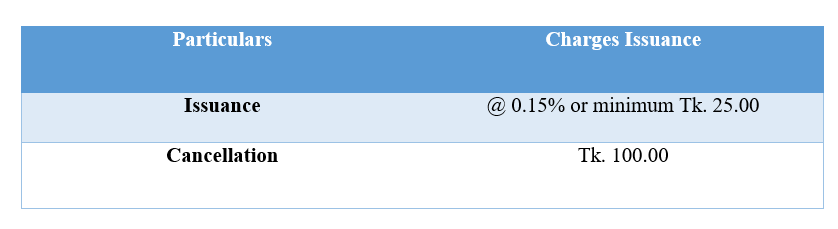 Particulars Charges Issuance
Issuance @ 0.15% or minimum Tk. 25.00
Cancellation Tk. 100.00